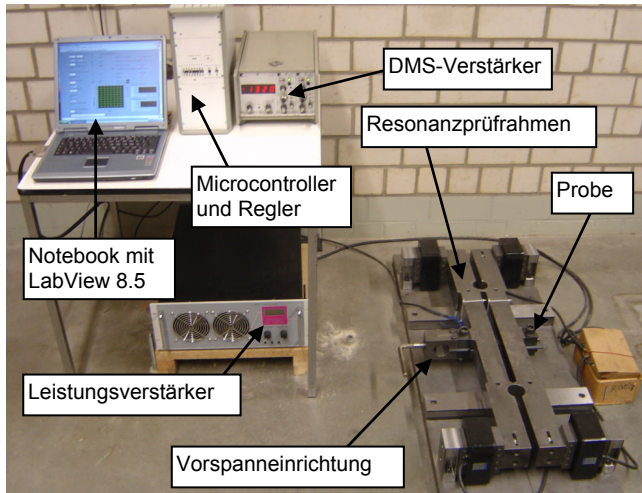 DMS-Verstärker
Resonanzprüfrahmen
Microcontroller
und Regler
Probe
Notebook mit
LabView 8.5
Leistungsverstärker
Vorspanneinrichtung